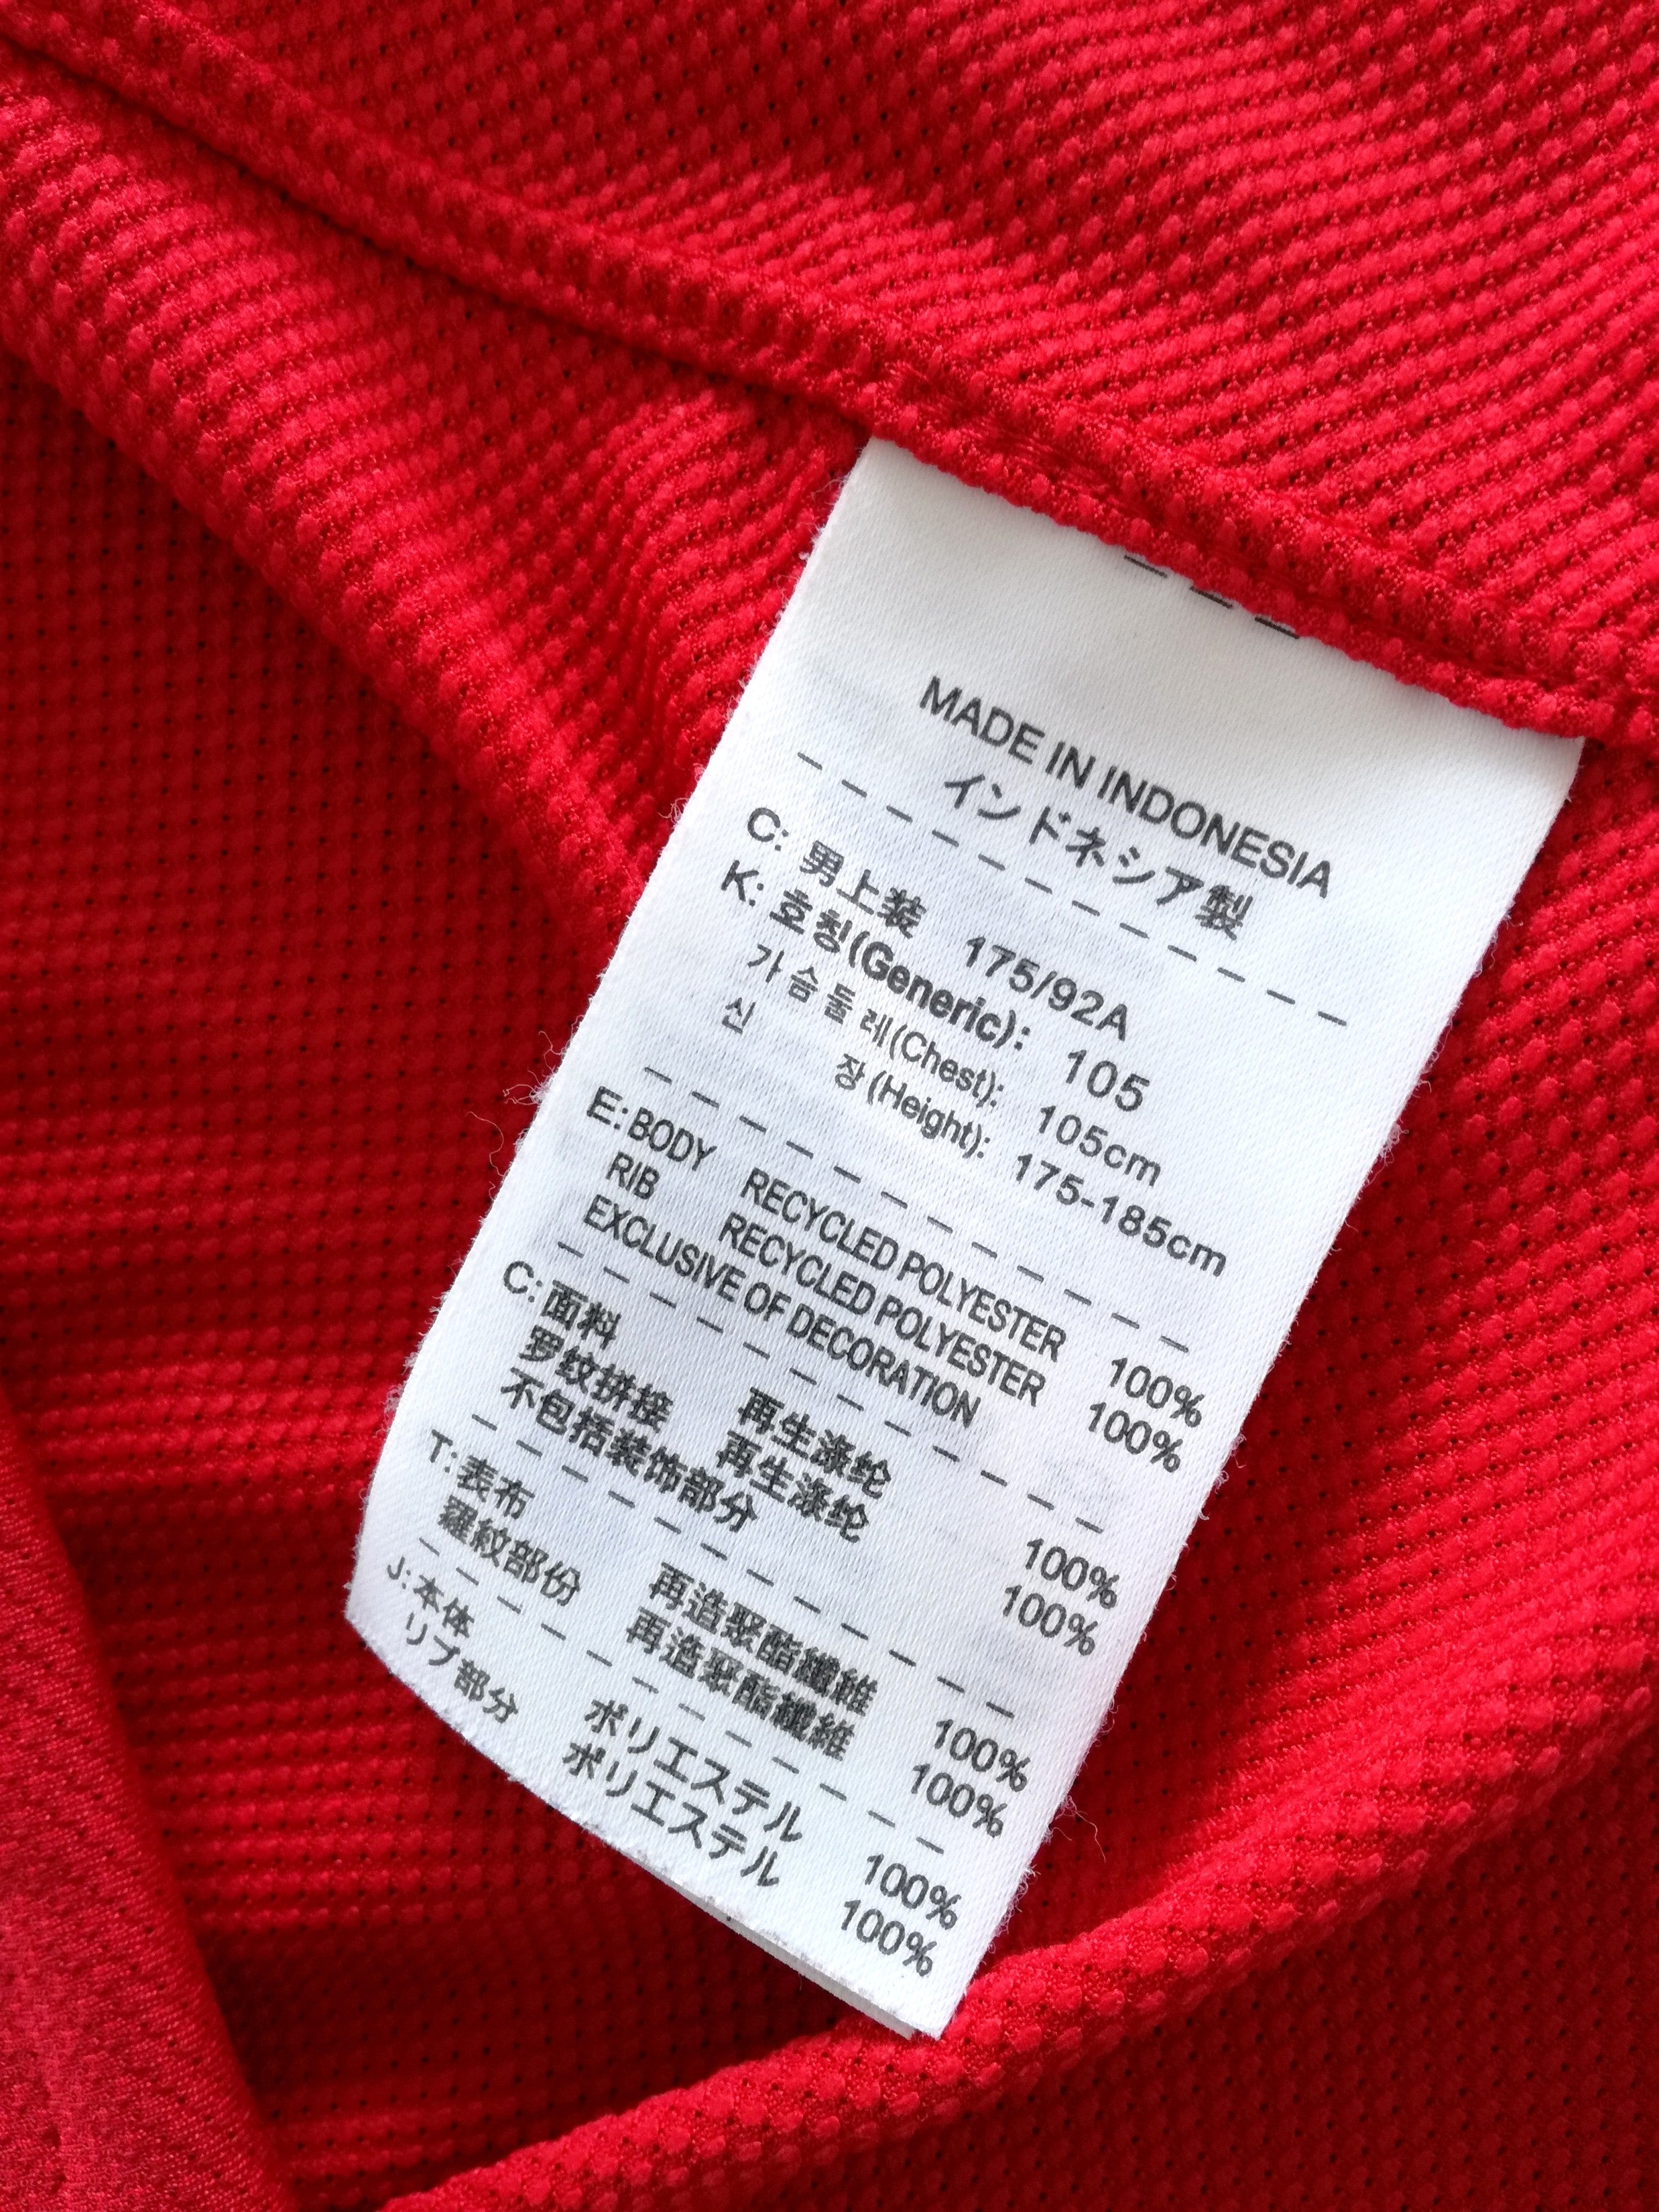 MADE IN INDONESIA
インドネシア製
C: 男上装 175/92A
K: 호칭(Generic): 105
가슴둘레(Chest): 105cm
신 장(Height): 175-185cm
E: BODY RECYCLED POLYESTER 100%
RIB RECYCLED POLYESTER 100%
EXCLUSIVE OF DECORATION
C: 面料 再生涤纶 100%
罗纹拼接 再生涤纶 100%
不包括装饰部分
T: 表布 再造聚酯纖維 100%
羅紋部份 再造聚酯纖維 100%
J: 本体 ポリエステル 100%
リブ部分 ポリエステル 100%